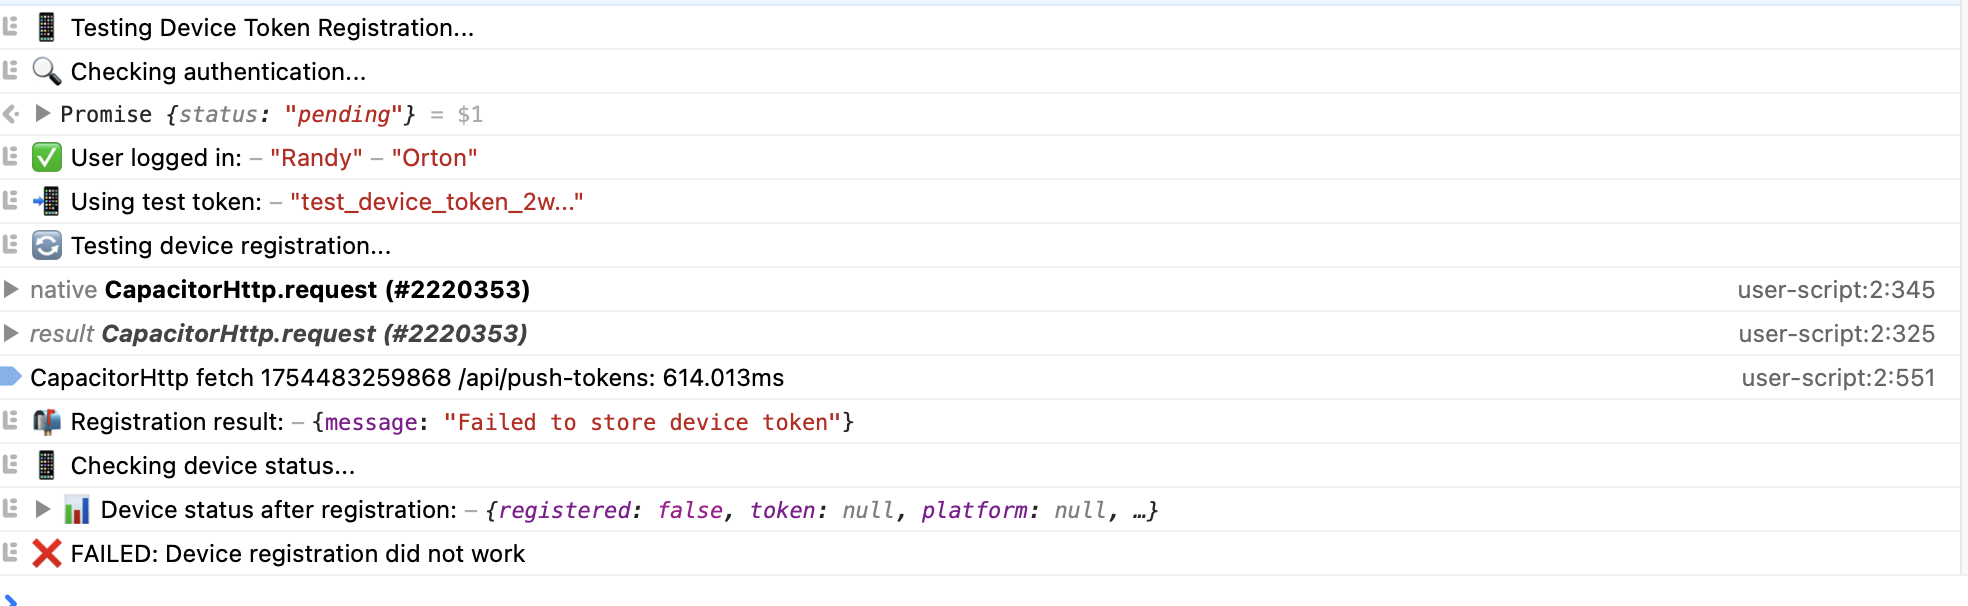 Testing Device Token Registration...
Checking authentication...
Promise {status: "pending"} = $1
User logged in: – "Randy" – "Orton"
Using test token: – "test_device_token_2w..."
Testing device registration...
native CapacitorHttp.request (#2220353) user-script:2:345
result CapacitorHttp.request (#2220353) user-script:2:325
CapacitorHttp fetch 1754483259868 /api/push-tokens: 614.013ms user-script:2:551
Registration result: – {message: "Failed to store device token"}
Checking device status...
Device status after registration: – {registered: false, token: null, platform: null, …}
FAILED: Device registration did not work